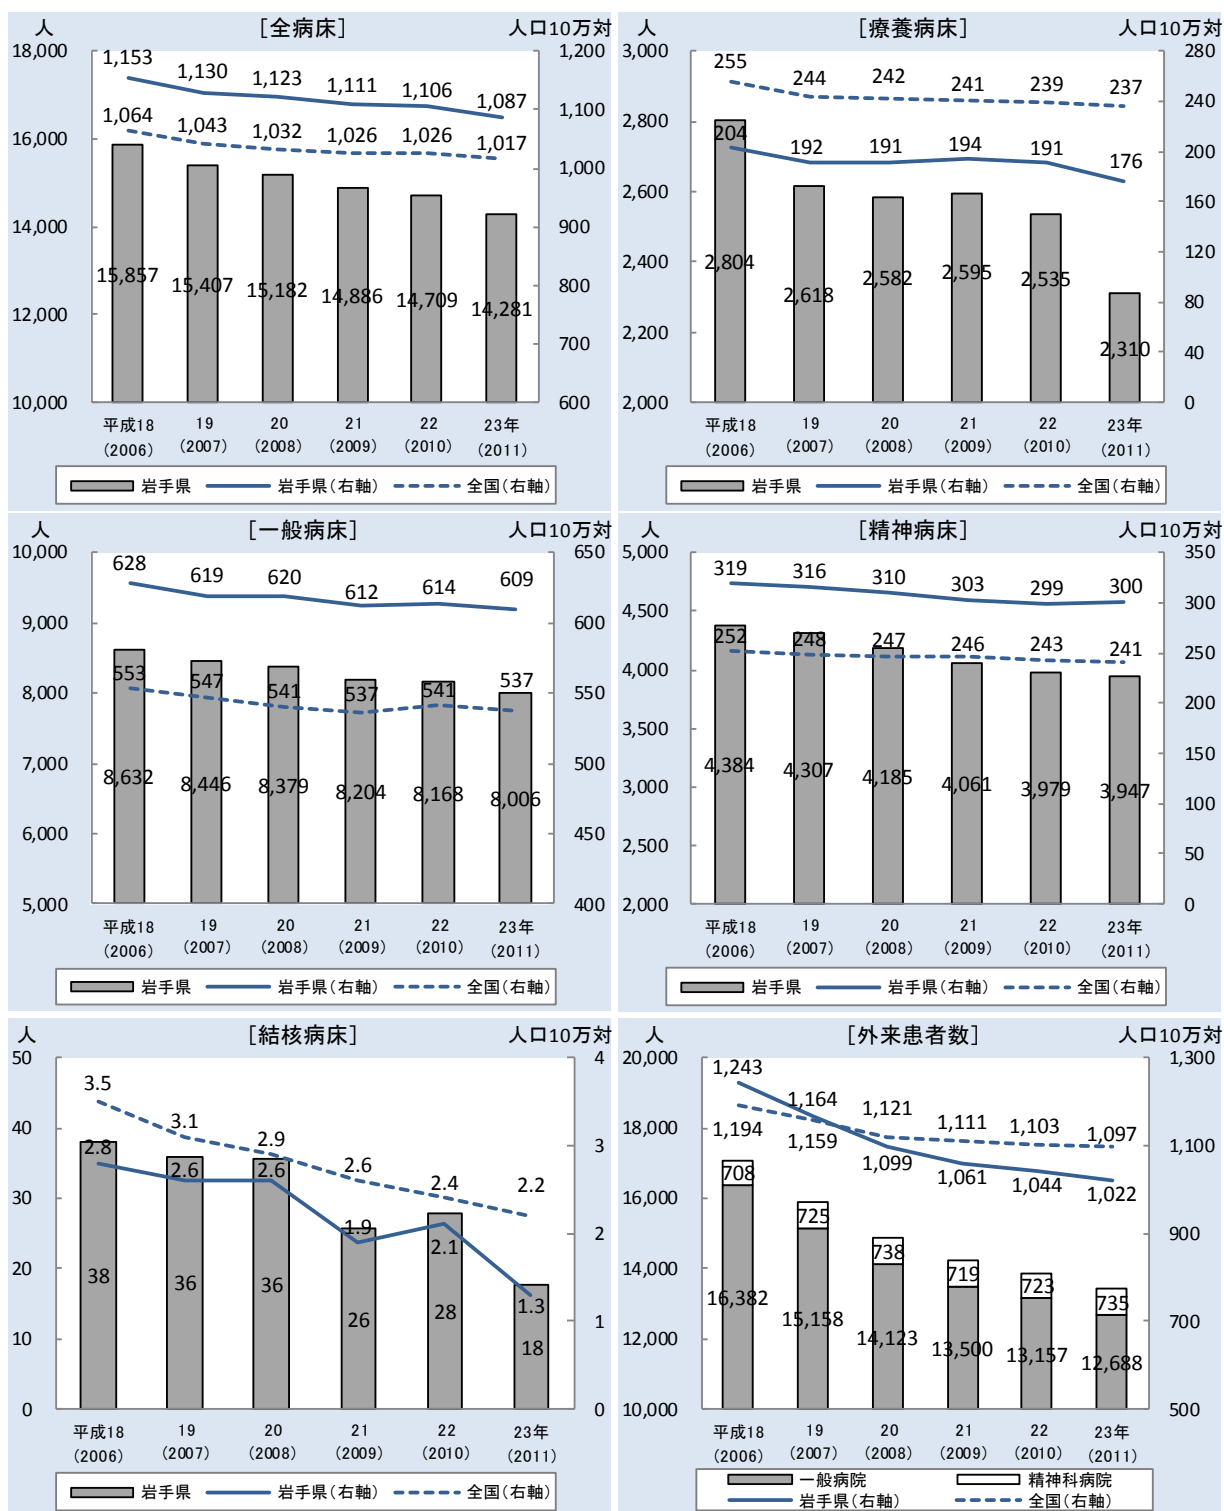 人 ［全病床］ 人口10万対
18,000 1,200
1,153 1,130 1,123 1,111 1,106 1,087
1,100
16,000 1,064 1,043 1,032 1,026 1,026 1,017
1,000
14,000 900
15,857 15,407 15,182 14,886 14,709 14,281
800
12,000
700
10,000 600
平成18 19 20 21 22 23年
（2006） （2007） （2008） （2009） （2010） （2011）
岩手県 岩手県（右軸） 全国（右軸）
人 ［療養病床］ 人口10万対
3,000 280
255 244 242 241 239 237
240
2,800
204 192 191 194 191 176
200
2,600
160
2,804 2,618 2,582 2,595 2,535 2,310
2,400
120
80
2,200
40
2,000 0
平成18 19 20 21 22 23年
（2006） （2007） （2008） （2009） （2010） （2011）
岩手県 岩手県（右軸） 全国（右軸）
人 ［一般病床］ 人口10万対
10,000 650
628 619 620 612 614 609
9,000 600
553 547 541 537 541 537
8,000 550
8,632 8,446 8,379 8,204 8,168 8,006
7,000 500
6,000 450
5,000 400
平成18 19 20 21 22 23年
（2006） （2007） （2008） （2009） （2010） （2011）
岩手県 岩手県（右軸） 全国（右軸）
人 ［精神病床］ 人口10万対
5,000 350
319 316 310 303 299 300
4,500 300
252 248 247 246 243 241
250
4,000
200
3,500
4,384 4,307 4,185 4,061 3,979 3,947
150
3,000
100
2,500
50
2,000 0
平成18 19 20 21 22 23年
（2006） （2007） （2008） （2009） （2010） （2011）
岩手県 岩手県（右軸） 全国（右軸）
人 ［結核病床］ 人口10万対
50 4
3.5 3.1 2.9 2.6 2.4 2.2
40
3
2.8 2.6 2.6 1.9 2.1 1.3
30
2
20
38 36 36 26 28 18
10 1
0 0
平成18 19 20 21 22 23年
（2006） （2007） （2008） （2009） （2010） （2011）
岩手県 岩手県（右軸） 全国（右軸）
人 ［外来患者数］ 人口10万対
20,000 1,300
1,243 1,164 1,121 1,111 1,103 1,097
18,000 1,100
1,194 1,159 1,099 1,061 1,044 1,022
708 725 738 719 723 735
16,000
900
14,000
16,382 15,158 14,123 13,500 13,157 12,688
700
12,000
10,000 500
平成18 19 20 21 22 23年
（2006） （2007） （2008） （2009） （2010） （2011）
一般病院 精神科病院
岩手県（右軸） 全国（右軸）